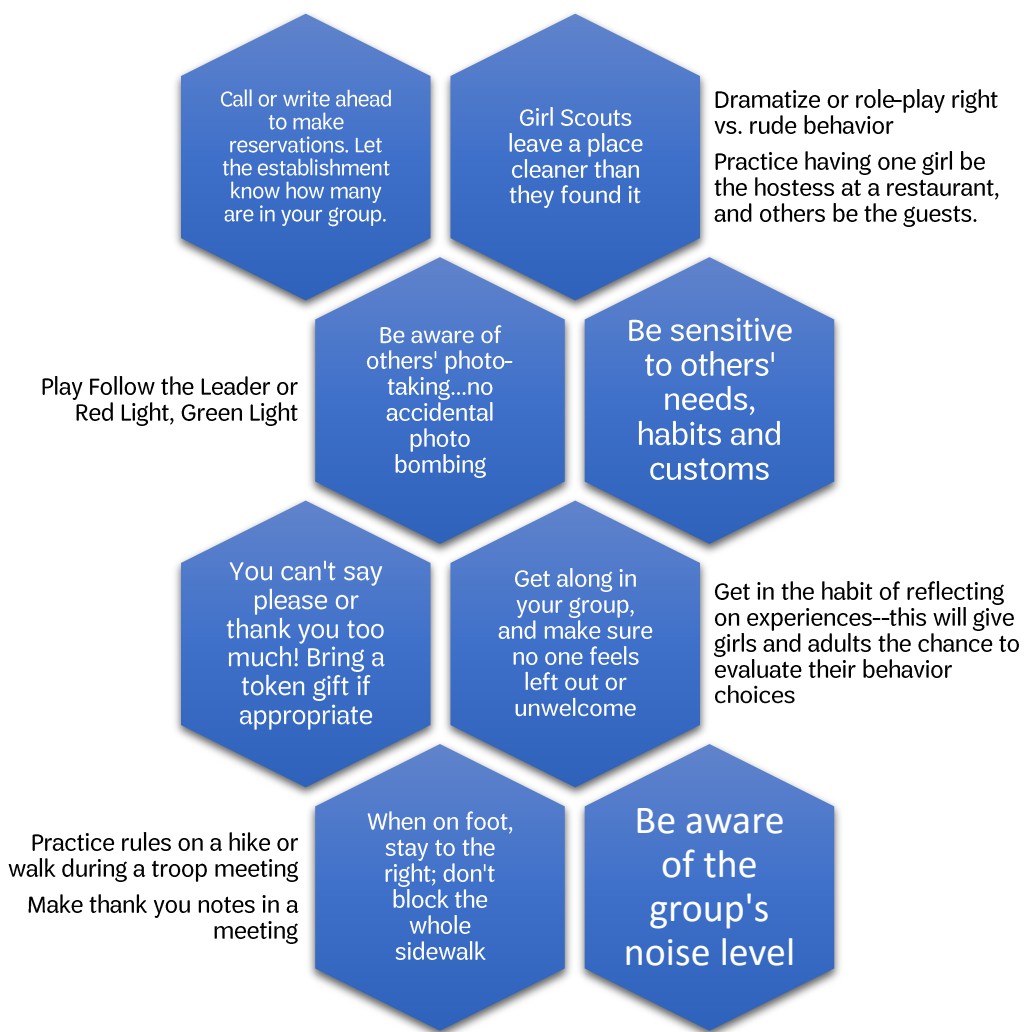 Call or write ahead
to make
reservations. Let
the establishment
know how many
are in your group.
Girl Scouts
leave a place
cleaner than
they found it
Dramatize or role-play right
vs. rude behavior
Practice having one girl be
the hostess at a restaurant,
and others be the guests.
Play Follow the Leader or
Red Light, Green Light
Be aware of
others' photo-
taking...no
accidental
photo
bombing
Be sensitive
to others'
needs,
habits and
customs
You can't say
please or
thank you too
much! Bring a
token gift if
appropriate
Get along in
your group,
and make sure
no one feels
left out or
unwelcome
Get in the habit of reflecting
on experiences--this will give
girls and adults the chance to
evaluate their behavior
choices
Practice rules on a hike or
walk during a troop meeting
Make thank you notes in a
meeting
When on foot,
stay to the
right; don't
block the
whole
sidewalk
Be aware
of the
group's
noise level